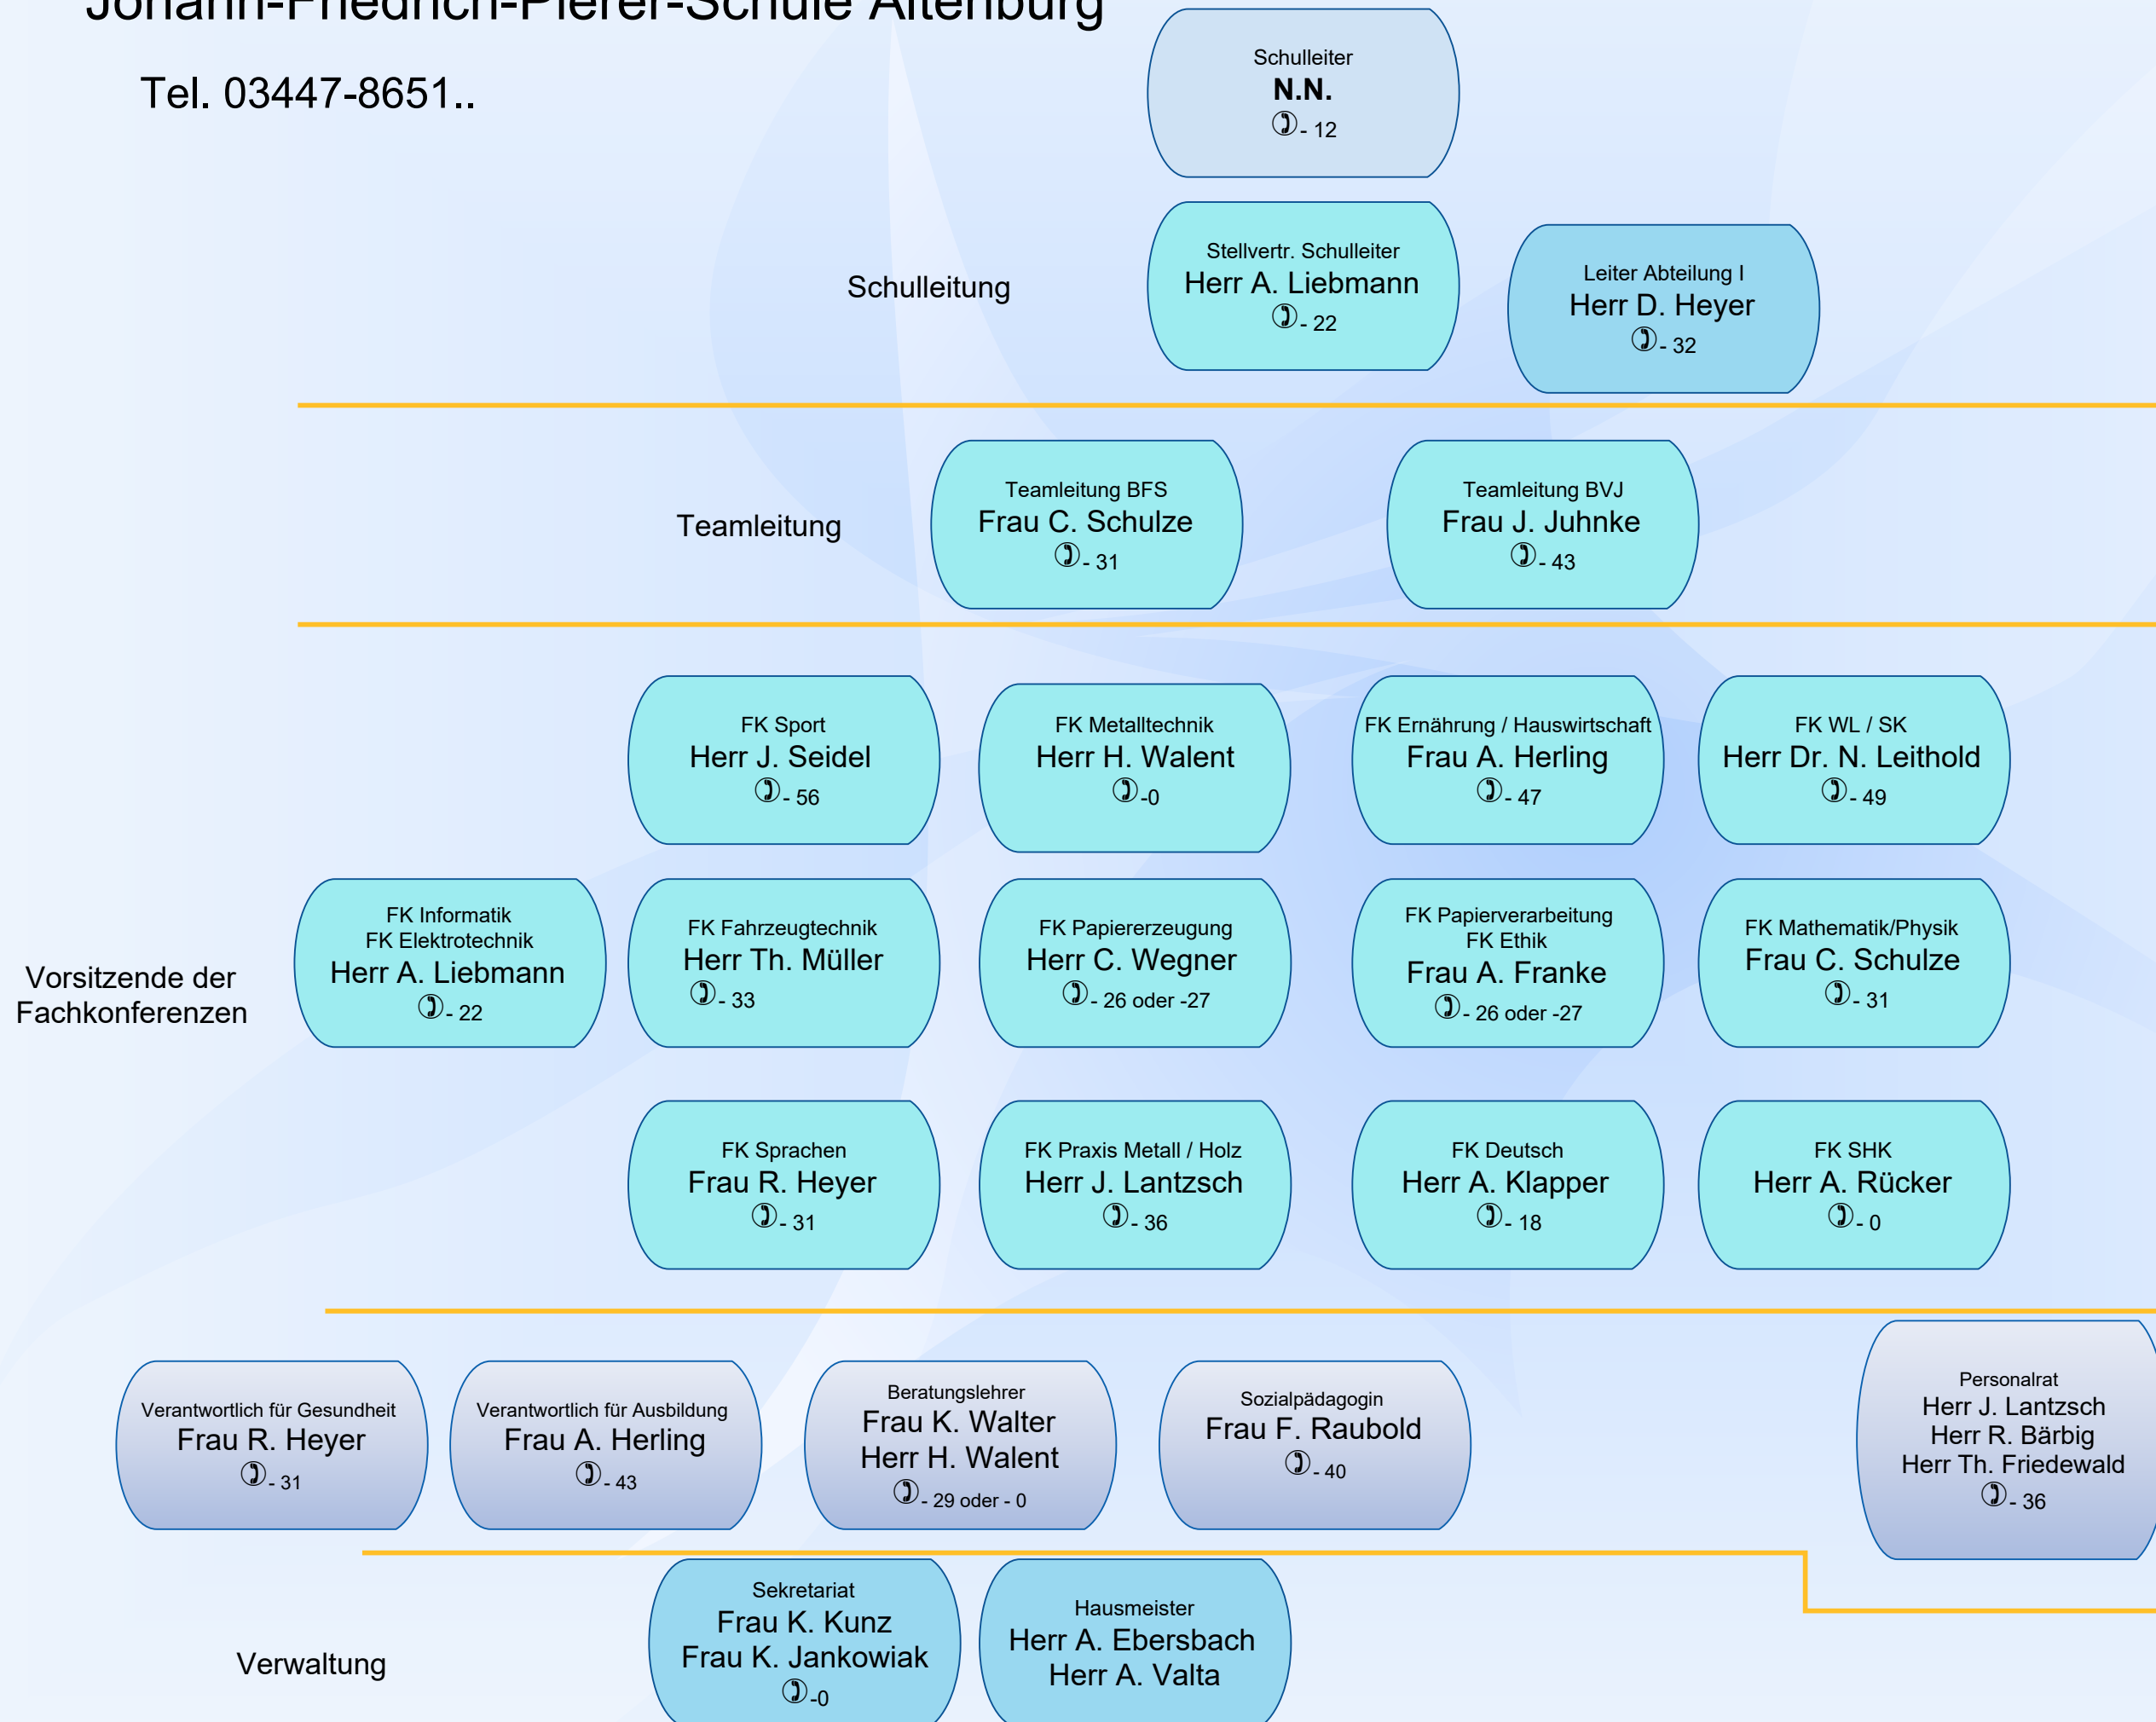 Johann-Friedrich-Pierer-Schule Altenburg
Tel. 03447-8651..
Schulleiter
N.N.
- 12
Schulleitung
Stellvertr. Schulleiter
Herr A. Liebmann
- 22
Leiter Abteilung I
Herr D. Heyer
- 32
Teamleitung
Teamleitung BFS
Frau C. Schulze
- 31
Teamleitung BVJ
Frau J. Juhnke
- 43
FK Sport
Herr J. Seidel
- 56
FK Metalltechnik
Herr H. Walent
-0
FK Ernährung / Hauswirtschaft
Frau A. Herling
- 47
FK WL / SK
Herr Dr. N. Leithold
- 49
Vorsitzende der
Fachkonferenzen
FK Informatik
FK Elektrotechnik
Herr A. Liebmann
- 22
FK Fahrzeugtechnik
Herr Th. Müller
- 33
FK Papiererzeugung
Herr C. Wegner
- 26 oder -27
FK Papierverarbeitung
FK Ethik
Frau A. Franke
- 26 oder -27
FK Mathematik/Physik
Frau C. Schulze
- 31
FK Sprachen
Frau R. Heyer
- 31
FK Praxis Metall / Holz
Herr J. Lantzsch
- 36
FK Deutsch
Herr A. Klapper
- 18
FK SHK
Herr A. Rücker
- 0
Verantwortlich für Gesundheit
Frau R. Heyer
- 31
Verantwortlich für Ausbildung
Frau A. Herling
- 43
Beratungslehrer
Frau K. Walter
Herr H. Walent
- 29 oder - 0
Sozialpädagogin
Frau F. Raubold
- 40
Personalrat
Herr J. Lantzsch
Herr R. Bärbig
Herr Th. Friedewald
- 36
Verwaltung
Sekretariat
Frau K. Kunz
Frau K. Jankowiak
-0
Hausmeister
Herr A. Ebersbach
Herr A. Valta